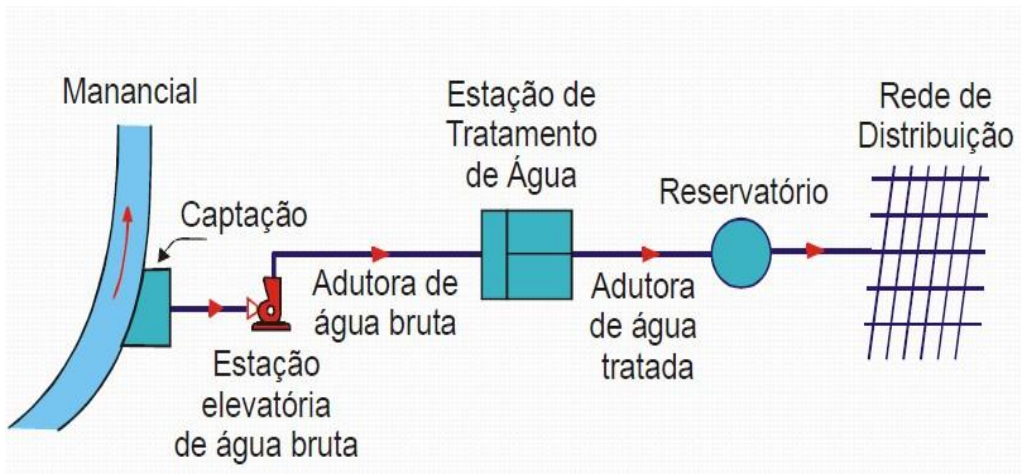 Manancial
Captação
Estação
elevatória
de água bruta
Adutora de
água bruta
Estação de
Tratamento
de Água
Adutora
de água
tratada
Reservatório
Rede de
Distribuição